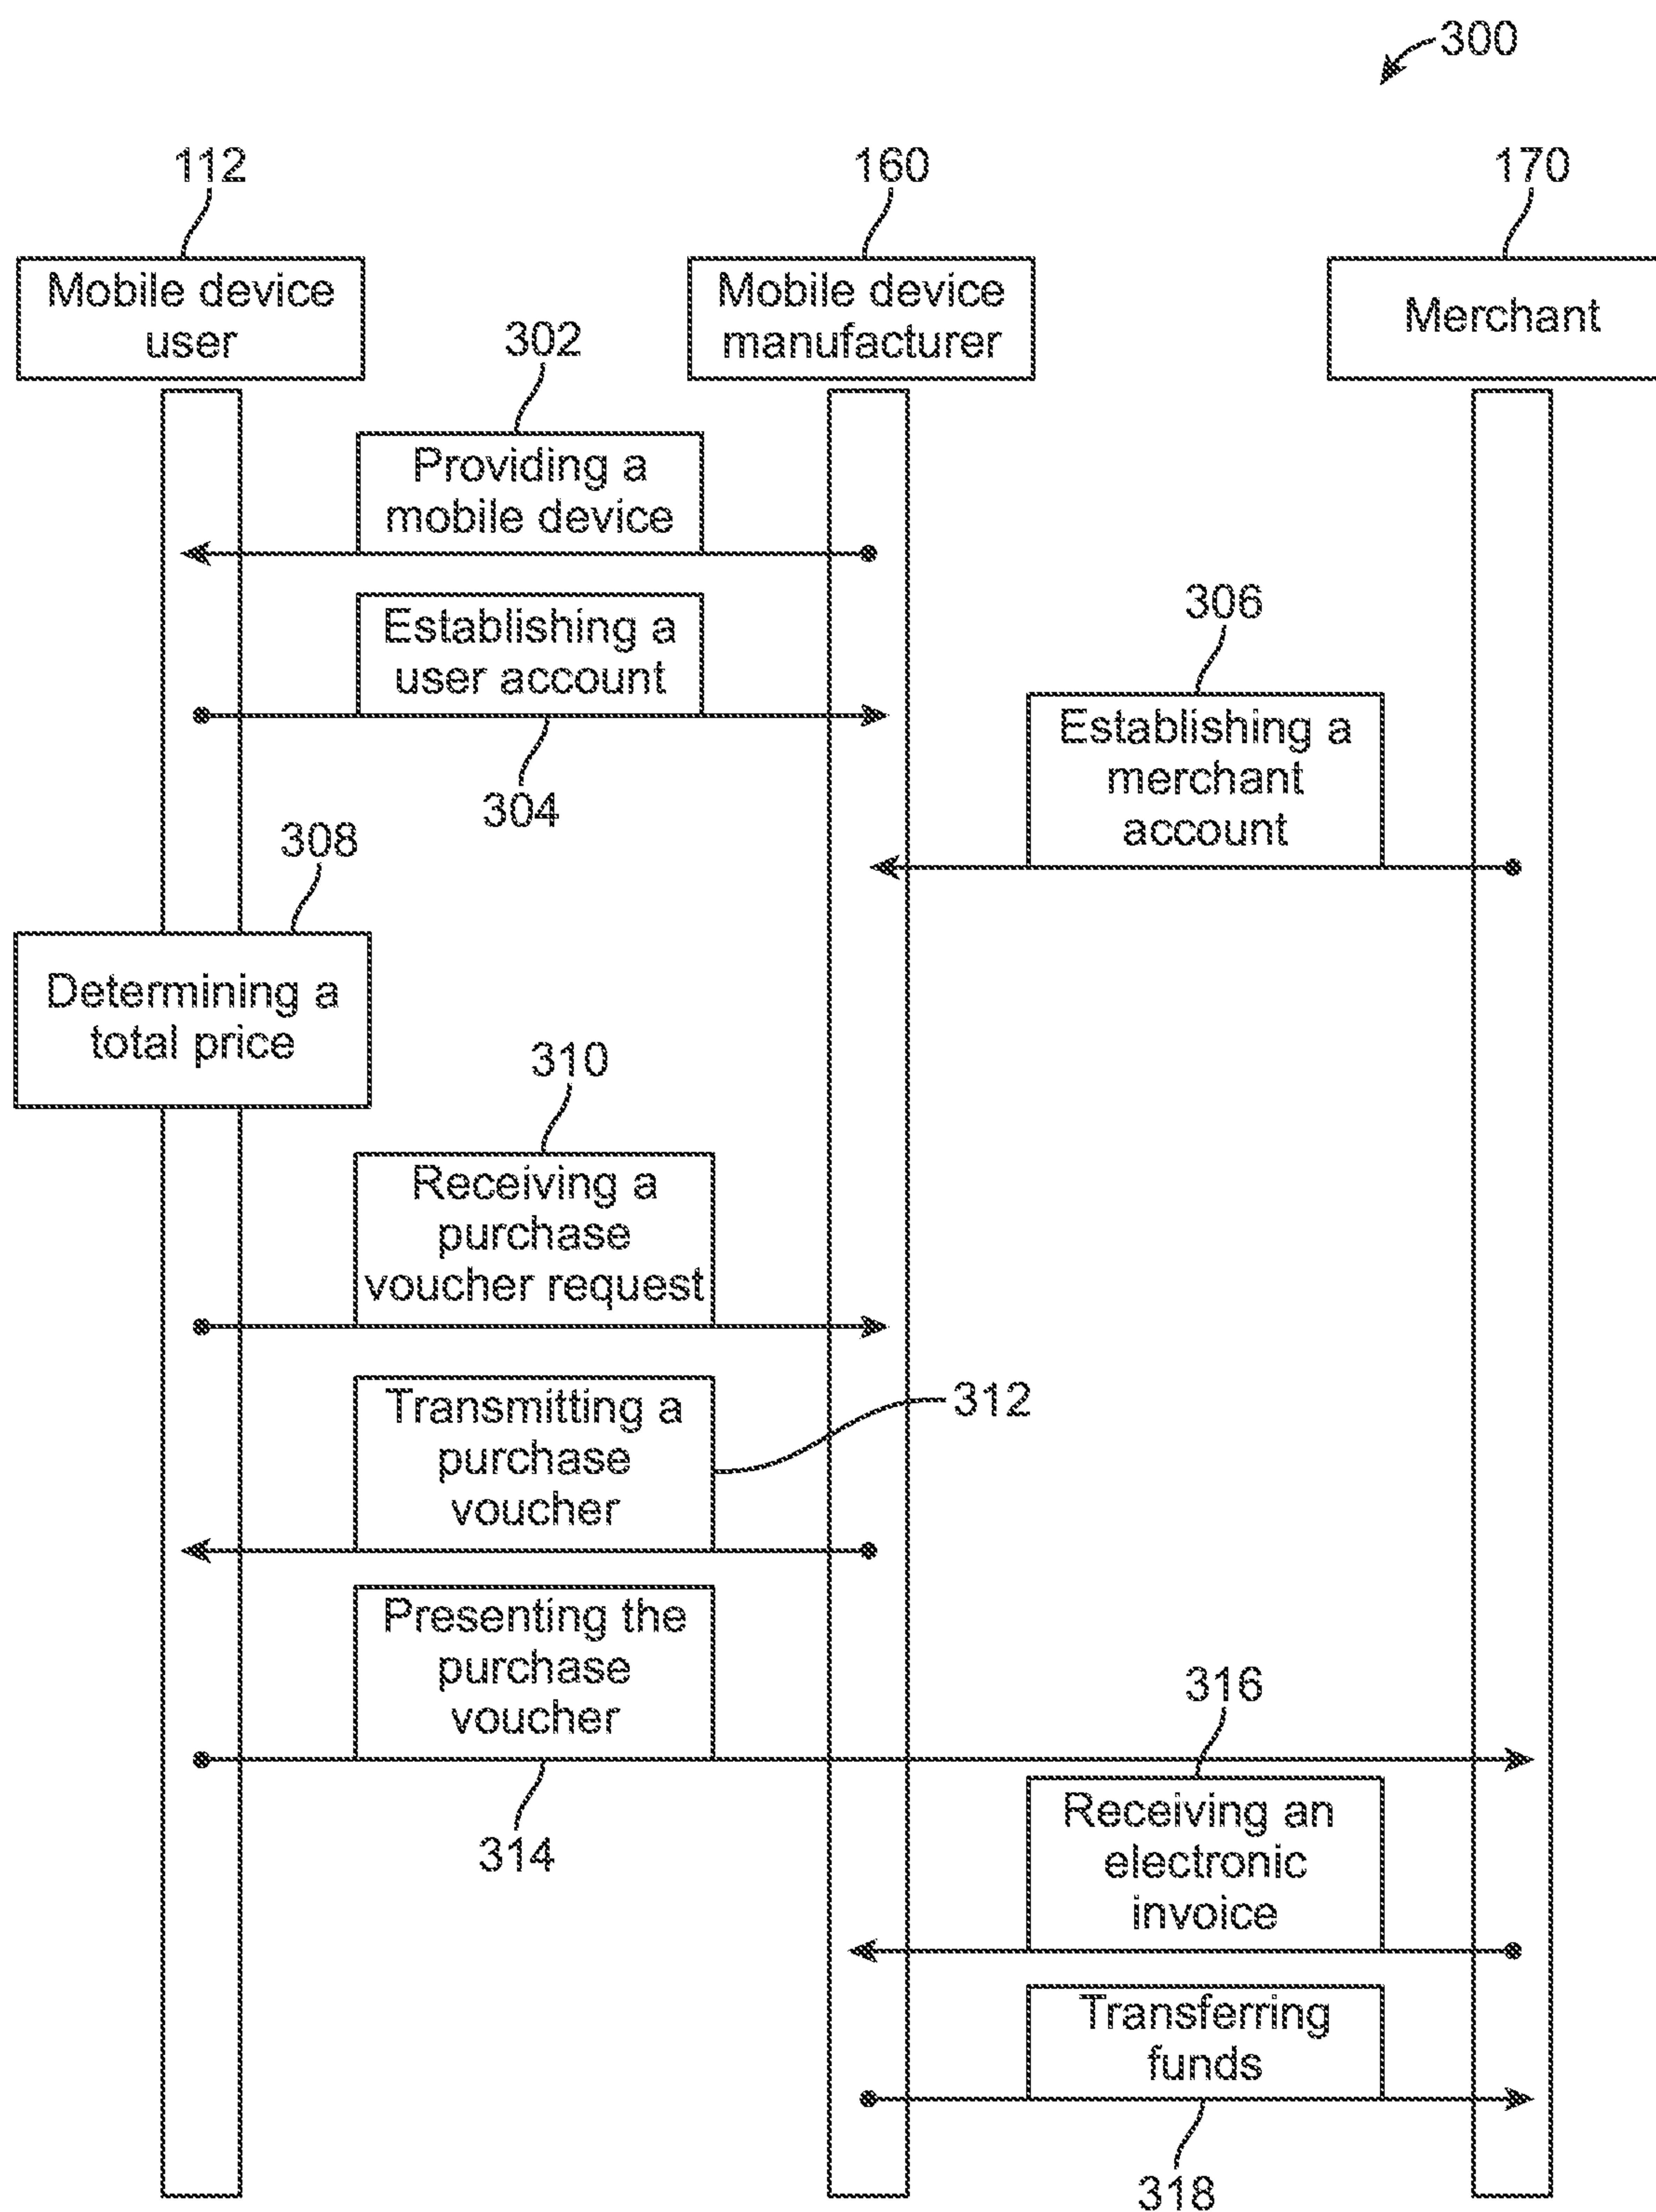 300
112
160
170
Mobile device
user
Mobile device
manufacturer
Merchant
302
Providing a
mobile device
Establishing a
user account
304
306
Establishing a
merchant
account
308
Determining a
total price
310
Receiving a
purchase
voucher request
Transmitting a
purchase
voucher
312
Presenting the
purchase
voucher
314
316
Receiving an
electronic
invoice
Transferring
funds
318